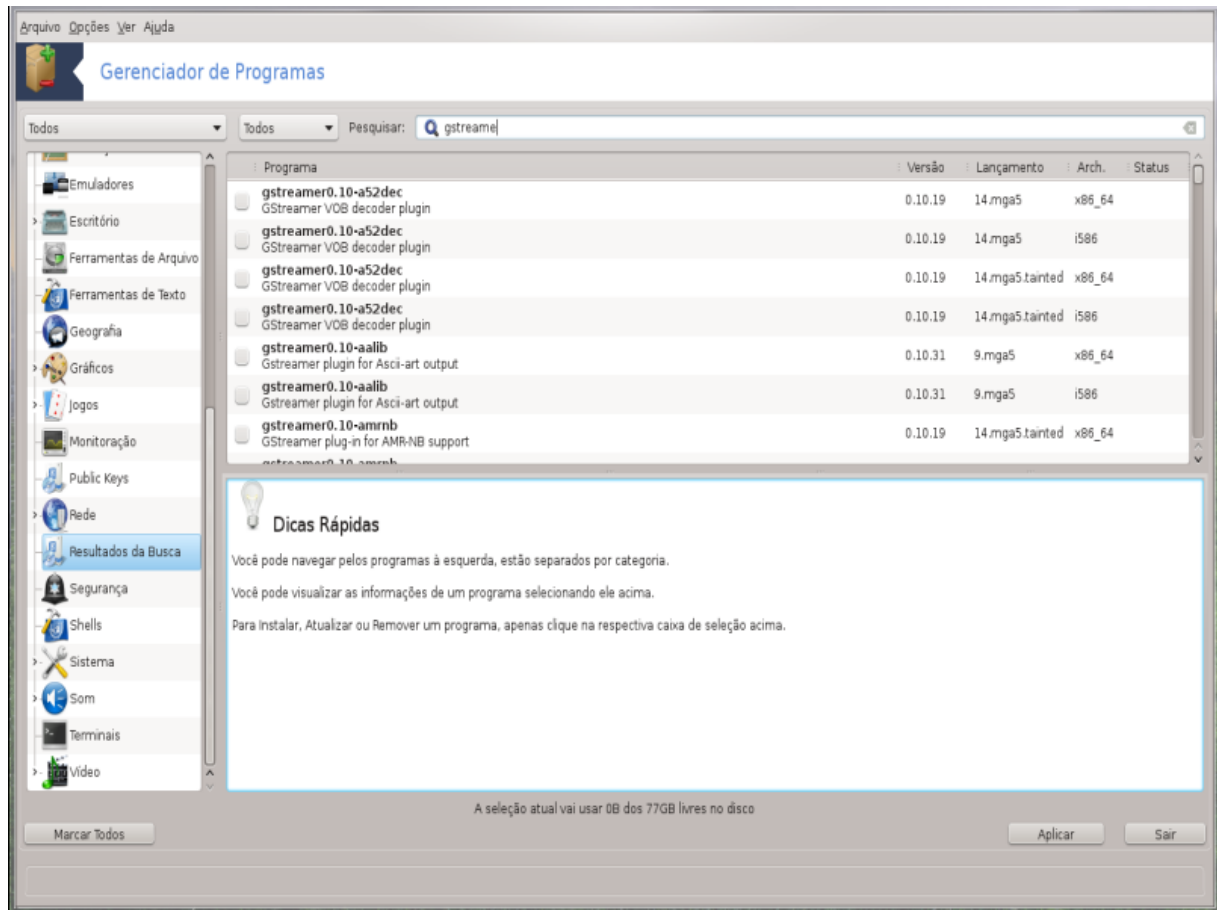 Arquivo Opções Ver Ajuda
Gerenciador de Programas
Todos
Todos
Pesquisar:
gstreame
Emuladores
Escritório
Ferramentas de Arquivo
Ferramentas de Texto
Geografia
Gráficos
Jogos
Monitoração
Public Keys
Rede
Resultados da Busca
Segurança
Shells
Sistema
Som
Terminais
Vídeo
Programa Versão Lançamento Arch. Status
gstreamer0.10-a52dec 0.10.19 14.mga5 x86_64
GStreamer VOB decoder plugin
gstreamer0.10-a52dec 0.10.19 14.mga5 i586
GStreamer VOB decoder plugin
gstreamer0.10-a52dec 0.10.19 14.mga5.tainted x86_64
GStreamer VOB decoder plugin
gstreamer0.10-a52dec 0.10.19 14.mga5.tainted i586
GStreamer VOB decoder plugin
gstreamer0.10-aalib 0.10.31 9.mga5 x86_64
Gstreamer plugin for Ascii-art output
gstreamer0.10-aalib 0.10.31 9.mga5 i586
Gstreamer plugin for Ascii-art output
gstreamer0.10-amrnb 0.10.19 14.mga5.tainted x86_64
GStreamer plug-in for AMR-NB support
gstreamer0.10-amrnb
Dicas Rápidas
Você pode navegar pelos programas à esquerda, estão separados por categoria.
Você pode visualizar as informações de um programa selecionando ele acima.
Para Instalar, Atualizar ou Remover um programa, apenas clique na respectiva caixa de seleção acima.
A seleção atual vai usar 0B dos 77GB livres no disco
Marcar Todos
Aplicar
Sair